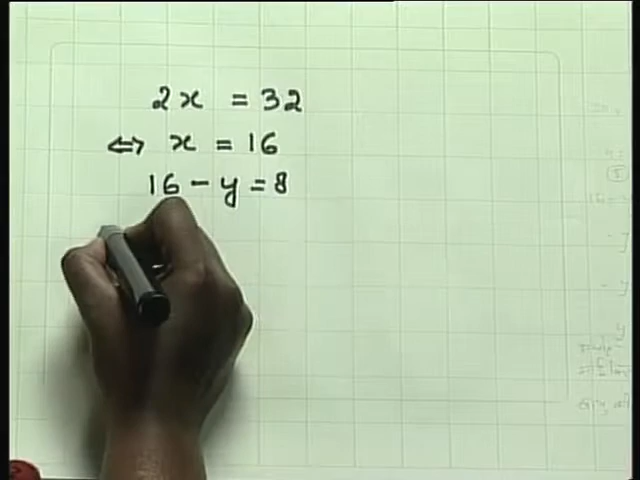 2x = 32
⇔ x = 16
16 - y = 8